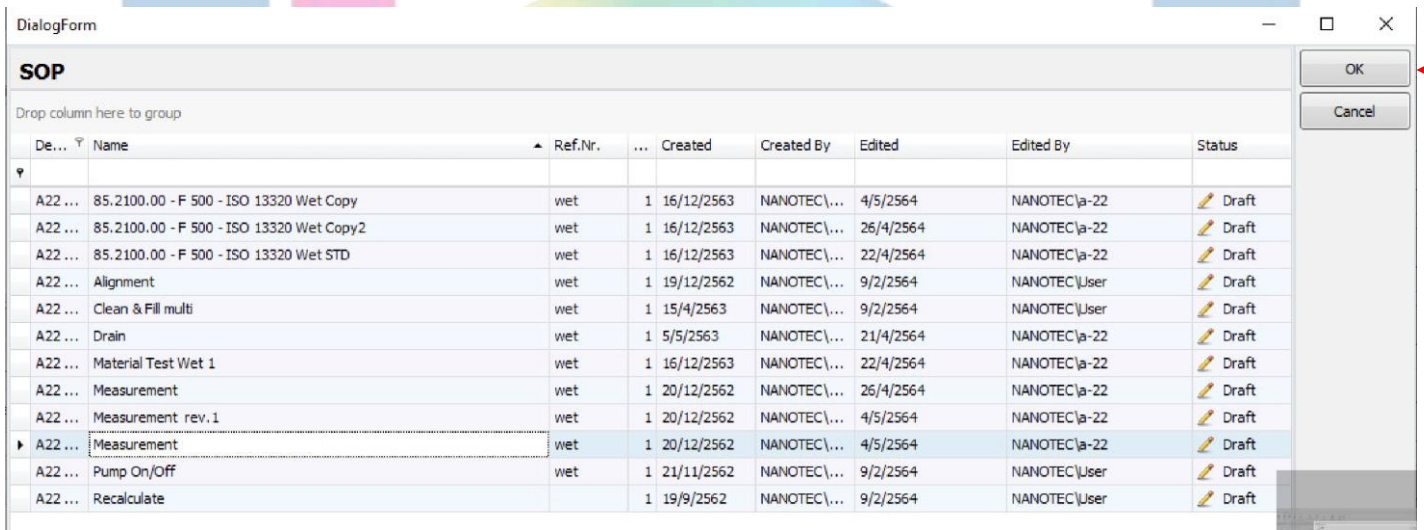 DialogForm
SOP
OK
Cancel
Drop column here to group
De... Name Ref.Nr. ... Created Created By Edited Edited By Status
A22 ... 85.2100.00 - F 500 - ISO 13320 Wet Copy wet 1 16/12/2563 NANOTEC\... 4/5/2564 NANOTEC\a-22 Draft
A22 ... 85.2100.00 - F 500 - ISO 13320 Wet Copy2 wet 1 16/12/2563 NANOTEC\... 26/4/2564 NANOTEC\a-22 Draft
A22 ... 85.2100.00 - F 500 - ISO 13320 Wet STD wet 1 16/12/2563 NANOTEC\... 22/4/2564 NANOTEC\a-22 Draft
A22 ... Alignment wet 1 19/12/2562 NANOTEC\... 9/2/2564 NANOTEC\User Draft
A22 ... Clean & Fill multi wet 1 15/4/2563 NANOTEC\... 9/2/2564 NANOTEC\User Draft
A22 ... Drain wet 1 5/5/2563 NANOTEC\... 21/4/2564 NANOTEC\a-22 Draft
A22 ... Material Test Wet 1 wet 1 16/12/2563 NANOTEC\... 22/4/2564 NANOTEC\a-22 Draft
A22 ... Measurement wet 1 20/12/2562 NANOTEC\... 26/4/2564 NANOTEC\a-22 Draft
A22 ... Measurement rev.1 wet 1 20/12/2562 NANOTEC\... 4/5/2564 NANOTEC\a-22 Draft
A22 ... Measurement wet 1 20/12/2562 NANOTEC\... 4/5/2564 NANOTEC\a-22 Draft
A22 ... Pump On/Off wet 1 21/11/2562 NANOTEC\... 9/2/2564 NANOTEC\User Draft
A22 ... Recalculate 1 19/9/2562 NANOTEC\... 9/2/2564 NANOTEC\User Draft